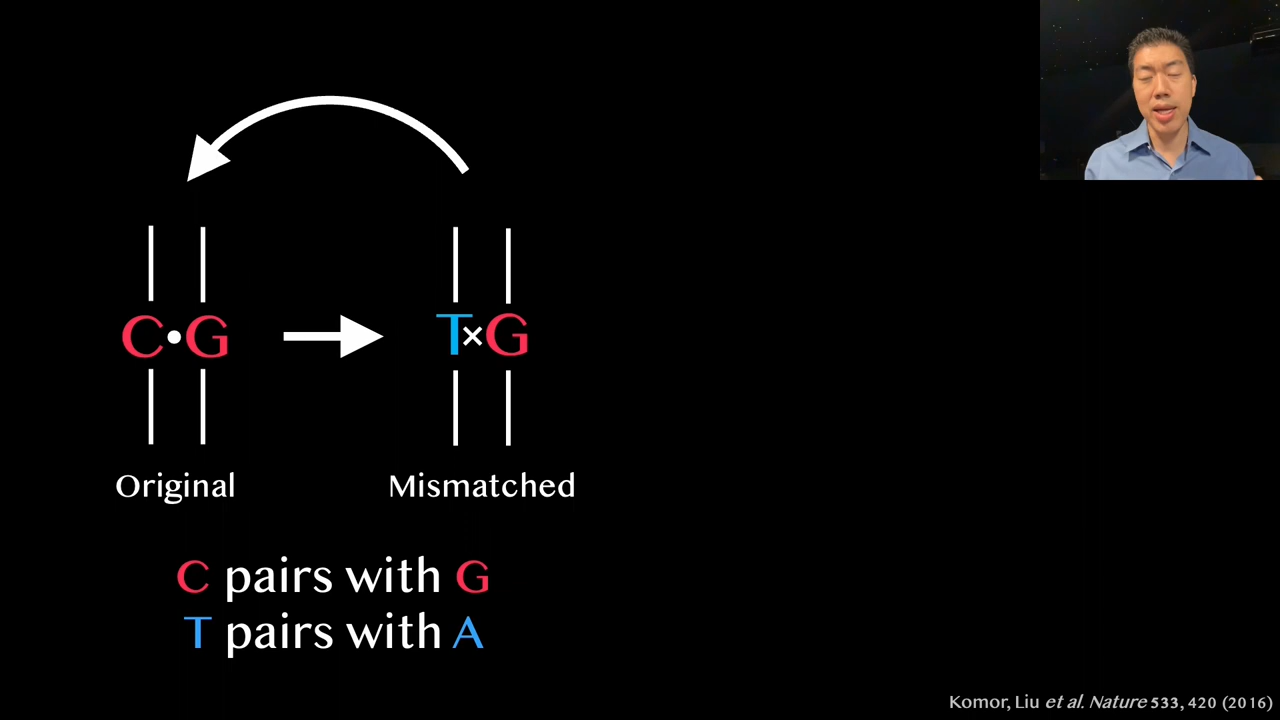 C•G
T×G
Original
Mismatched
C pairs with G
T pairs with A
Komor, Liu et al. Nature 533, 420 (2016)